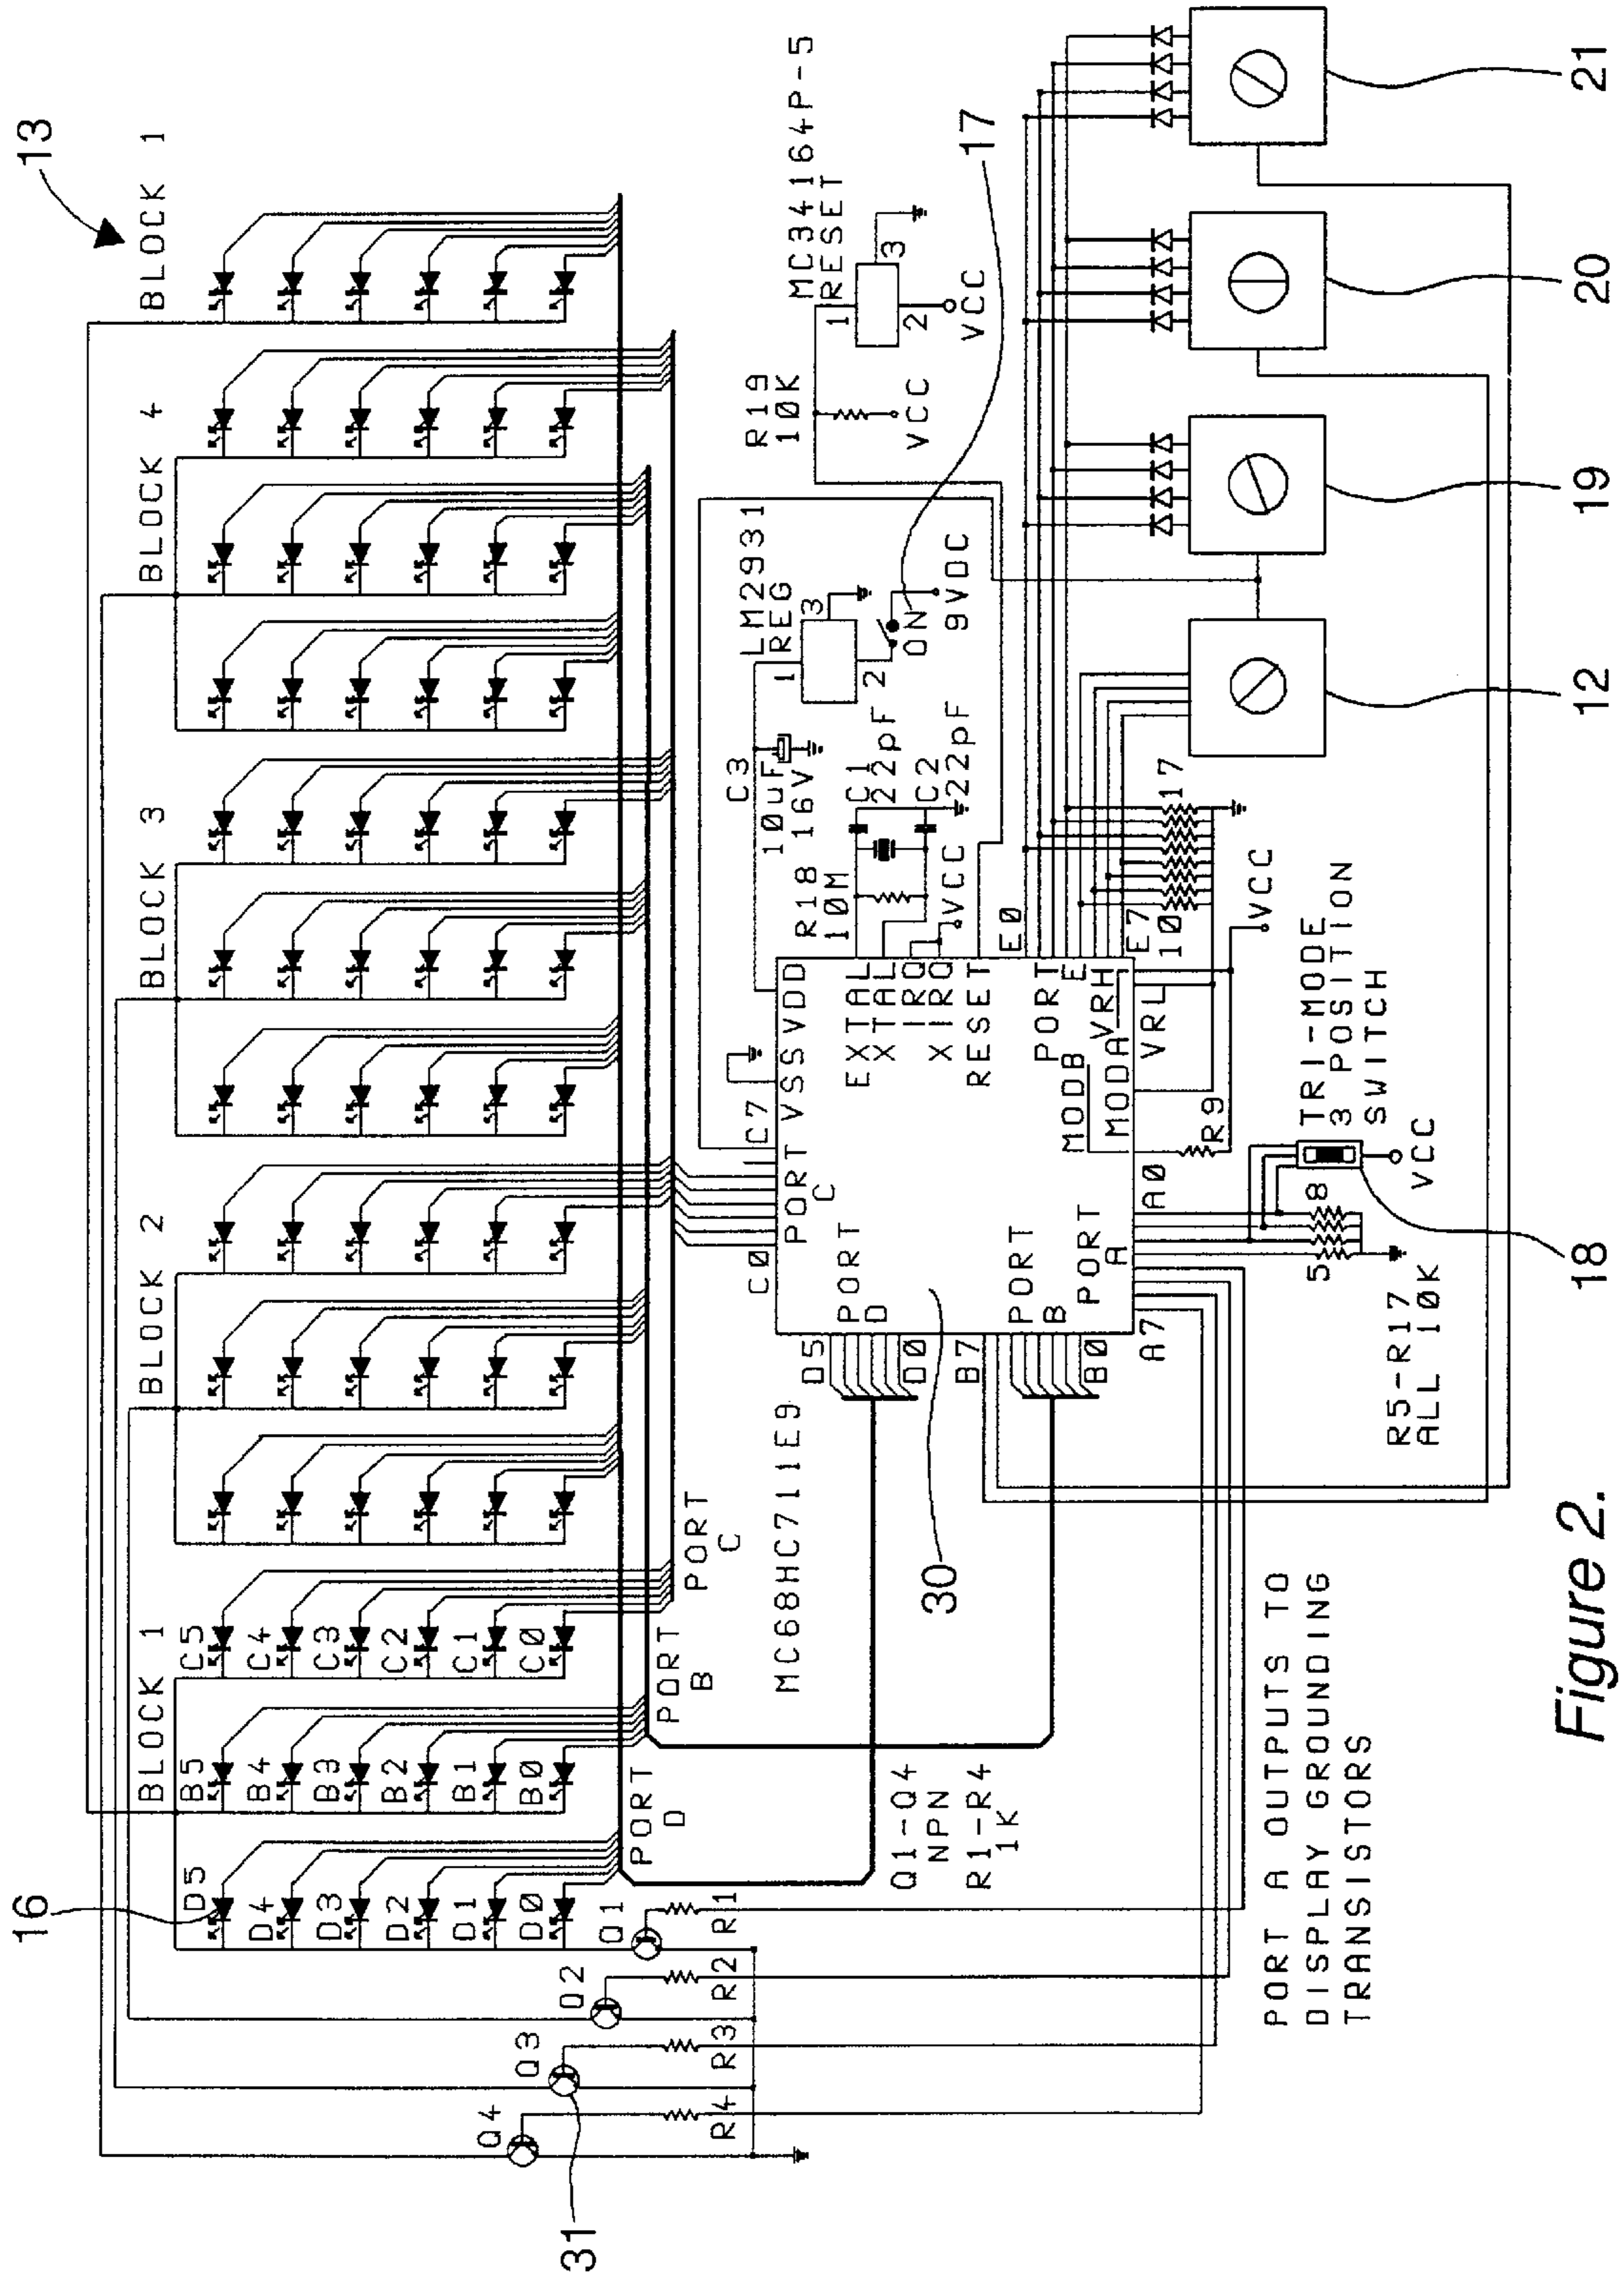 13
16
BLOCK 1
BLOCK 2
BLOCK 3
BLOCK 4
BLOCK 1
D5
D4
D3
D2
D1
D0
B5
B4
B3
B2
B1
B0
C5
C4
C3
C2
C1
C0
Q4
Q3
Q2
Q1
31
R4
R3
R2
R1
PORT
D
PORT
B
PORT
C
Q1-Q4
NPN
R1-R4
1K
MC68HC711E9
30
D5
PORT
D
D0
B7
PORT
B
B0
C0
PORT
C
C7
VSS
VDD
EXTAL
XTAL
IRQ
XIRQ
RESET
PORT
E
E0
E7
VRH
VRL
MODB
MODA
PORT
A
A0
A7
C3
10uF
16V
LM2931
REG
1
2
3
ON
9VDC
17
R18
10M
C1
22pF
C2
22pF
VCC
R19
10K
VCC
MC34164P-5
RESET
1
2
3
VCC
10
17
VCC
R9
5
8
TRI-MODE
3 POSITION
SWITCH
VCC
18
R5-R17
ALL 10K
12
19
20
21
PORT A OUTPUTS TO
DISPLAY GROUNDING
TRANSISTORS
Figure 2.